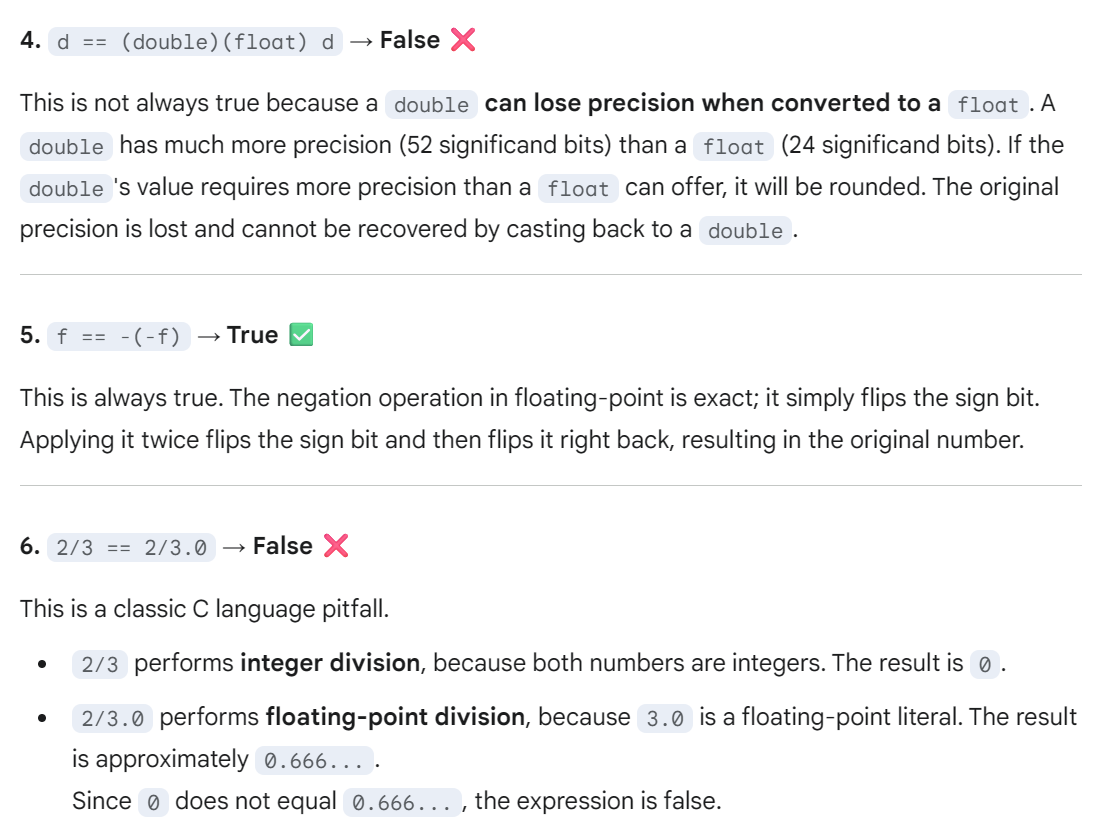 4. d == (double)(float) d → False ❌
This is not always true because a double can lose precision when converted to a float. A
double has much more precision (52 significand bits) than a float (24 significand bits). If the
double's value requires more precision than a float can offer, it will be rounded. The original
precision is lost and cannot be recovered by casting back to a double.
5. f == -(-f) → True ✅
This is always true. The negation operation in floating-point is exact; it simply flips the sign bit.
Applying it twice flips the sign bit and then flips it right back, resulting in the original number.
6. 2/3 == 2/3.0 → False ❌
This is a classic C language pitfall.
• 2/3 performs integer division, because both numbers are integers. The result is 0.
• 2/3.0 performs floating-point division, because 3.0 is a floating-point literal. The result
is approximately 0.666....
Since 0 does not equal 0.666..., the expression is false.